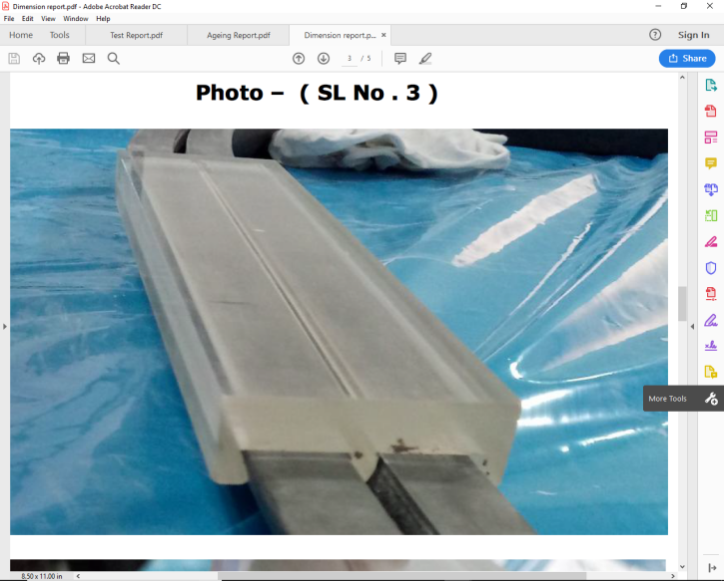 Dimension report.pdf - Adobe Acrobat Reader DC
File Edit View Window Help
Home Tools Test Report.pdf Ageing Report.pdf Dimension report.p... × Sign In
3 / 5 Share
Photo – ( SL No . 3 )
More Tools
8.50 x 11.00 in